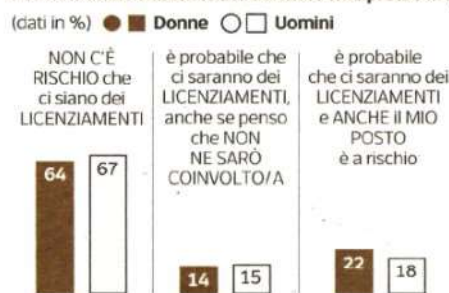 (dati in %) Donne Uomini
NON C'È
RISCHIO che
ci siano dei
LICENZIAMENTI
64
67
è probabile che
ci saranno dei
LICENZIAMENTI,
anche se penso
che NON
NE SARÒ
COINVOLTO/A
14
15
è probabile
che ci saranno dei
LICENZIAMENTI
e ANCHE il MIO
POSTO
è a rischio
22
18